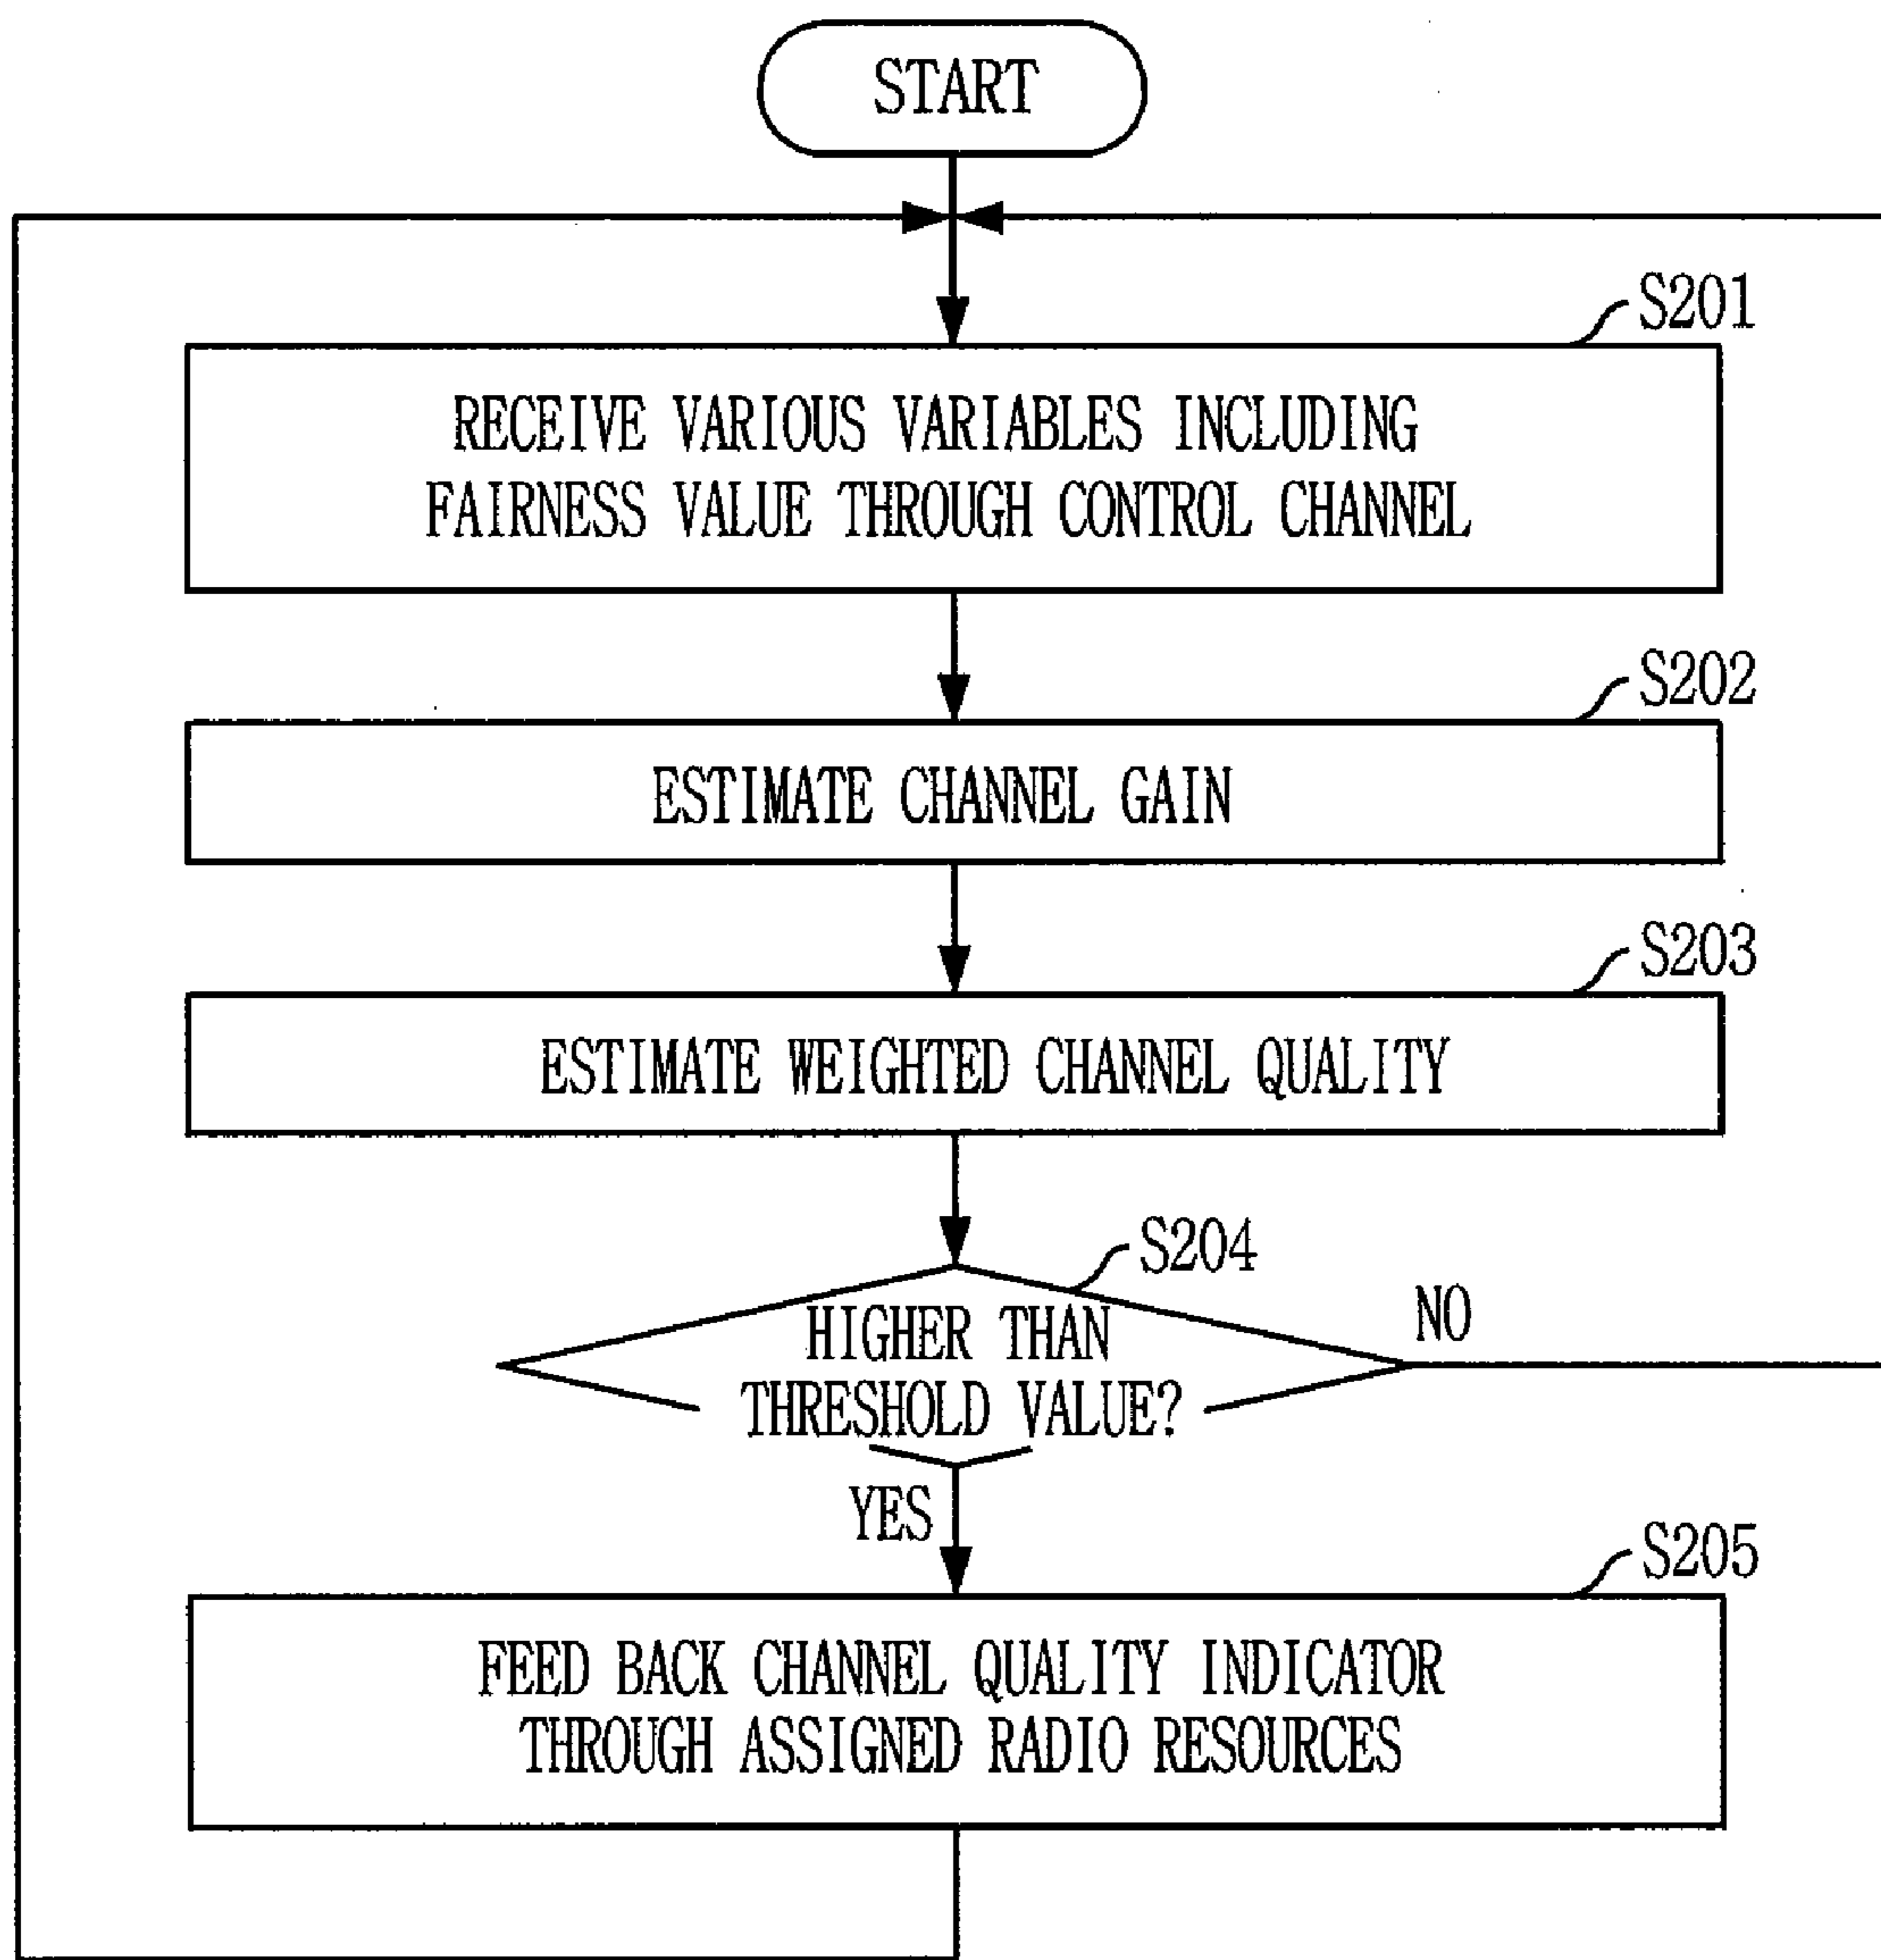 START
S201
RECEIVE VARIOUS VARIABLES INCLUDING
FAIRNESS VALUE THROUGH CONTROL CHANNEL
S202
ESTIMATE CHANNEL GAIN
S203
ESTIMATE WEIGHTED CHANNEL QUALITY
S204
HIGHER THAN
THRESHOLD VALUE?
NO
YES
S205
FEED BACK CHANNEL QUALITY INDICATOR
THROUGH ASSIGNED RADIO RESOURCES